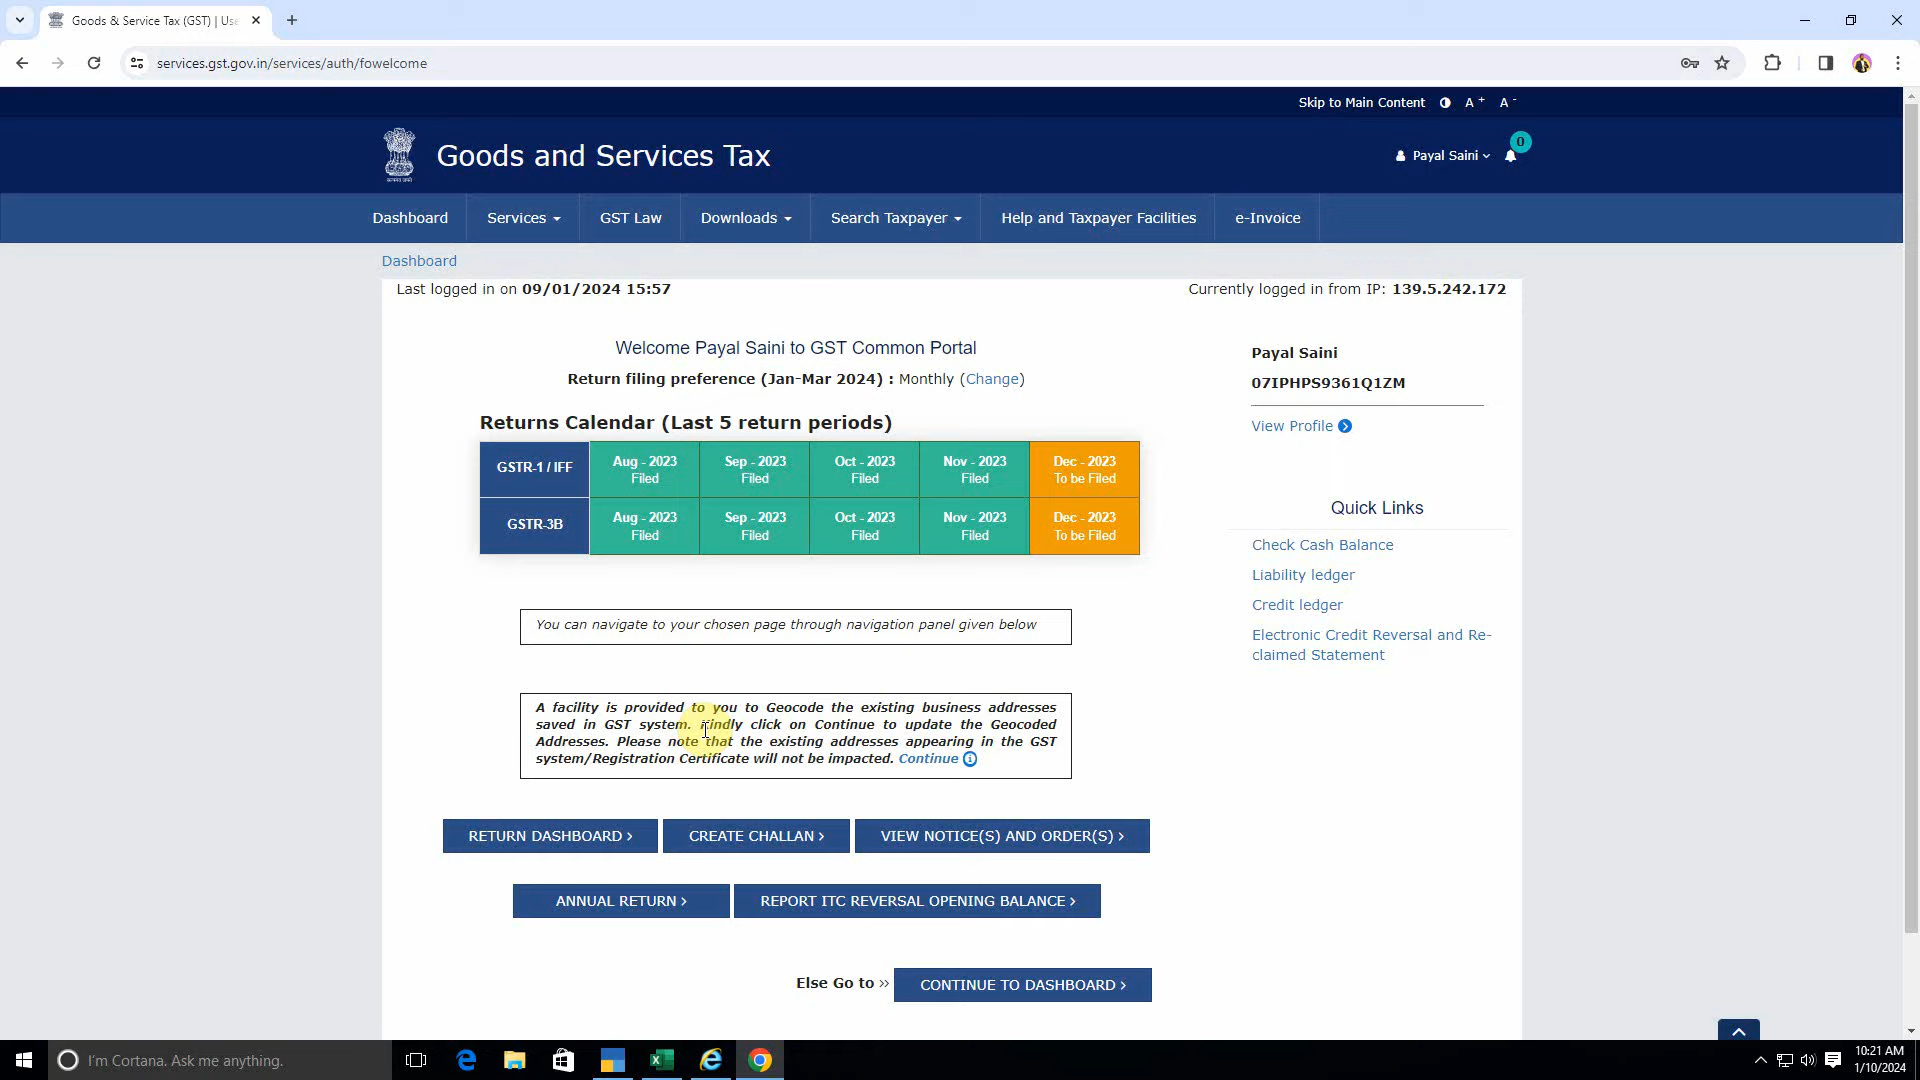 Goods & Service Tax (GST) | Use
services.gst.gov.in/services/auth/fowelcome
Skip to Main Content A+ A-
Goods and Services Tax
Payal Saini
0
Dashboard Services GST Law Downloads Search Taxpayer Help and Taxpayer Facilities e-Invoice
Dashboard
Last logged in on 09/01/2024 15:57
Currently logged in from IP: 139.5.242.172
Welcome Payal Saini to GST Common Portal
Return filing preference (Jan-Mar 2024) : Monthly (Change)
Returns Calendar (Last 5 return periods)
GSTR-1 / IFF
Aug - 2023
Filed
Sep - 2023
Filed
Oct - 2023
Filed
Nov - 2023
Filed
Dec - 2023
To be Filed
GSTR-3B
Aug - 2023
Filed
Sep - 2023
Filed
Oct - 2023
Filed
Nov - 2023
Filed
Dec - 2023
To be Filed
You can navigate to your chosen page through navigation panel given below
A facility is provided to you to Geocode the existing business addresses
saved in GST system. Kindly click on Continue to update the Geocoded
Addresses. Please note that the existing addresses appearing in the GST
system/Registration Certificate will not be impacted. Continue
RETURN DASHBOARD >
CREATE CHALLAN >
VIEW NOTICE(S) AND ORDER(S) >
ANNUAL RETURN >
REPORT ITC REVERSAL OPENING BALANCE >
Else Go to »
CONTINUE TO DASHBOARD >
Payal Saini
07IPHPS9361Q1ZM
View Profile
Quick Links
Check Cash Balance
Liability ledger
Credit ledger
Electronic Credit Reversal and Re-
claimed Statement
I'm Cortana. Ask me anything.
10:21 AM
1/10/2024